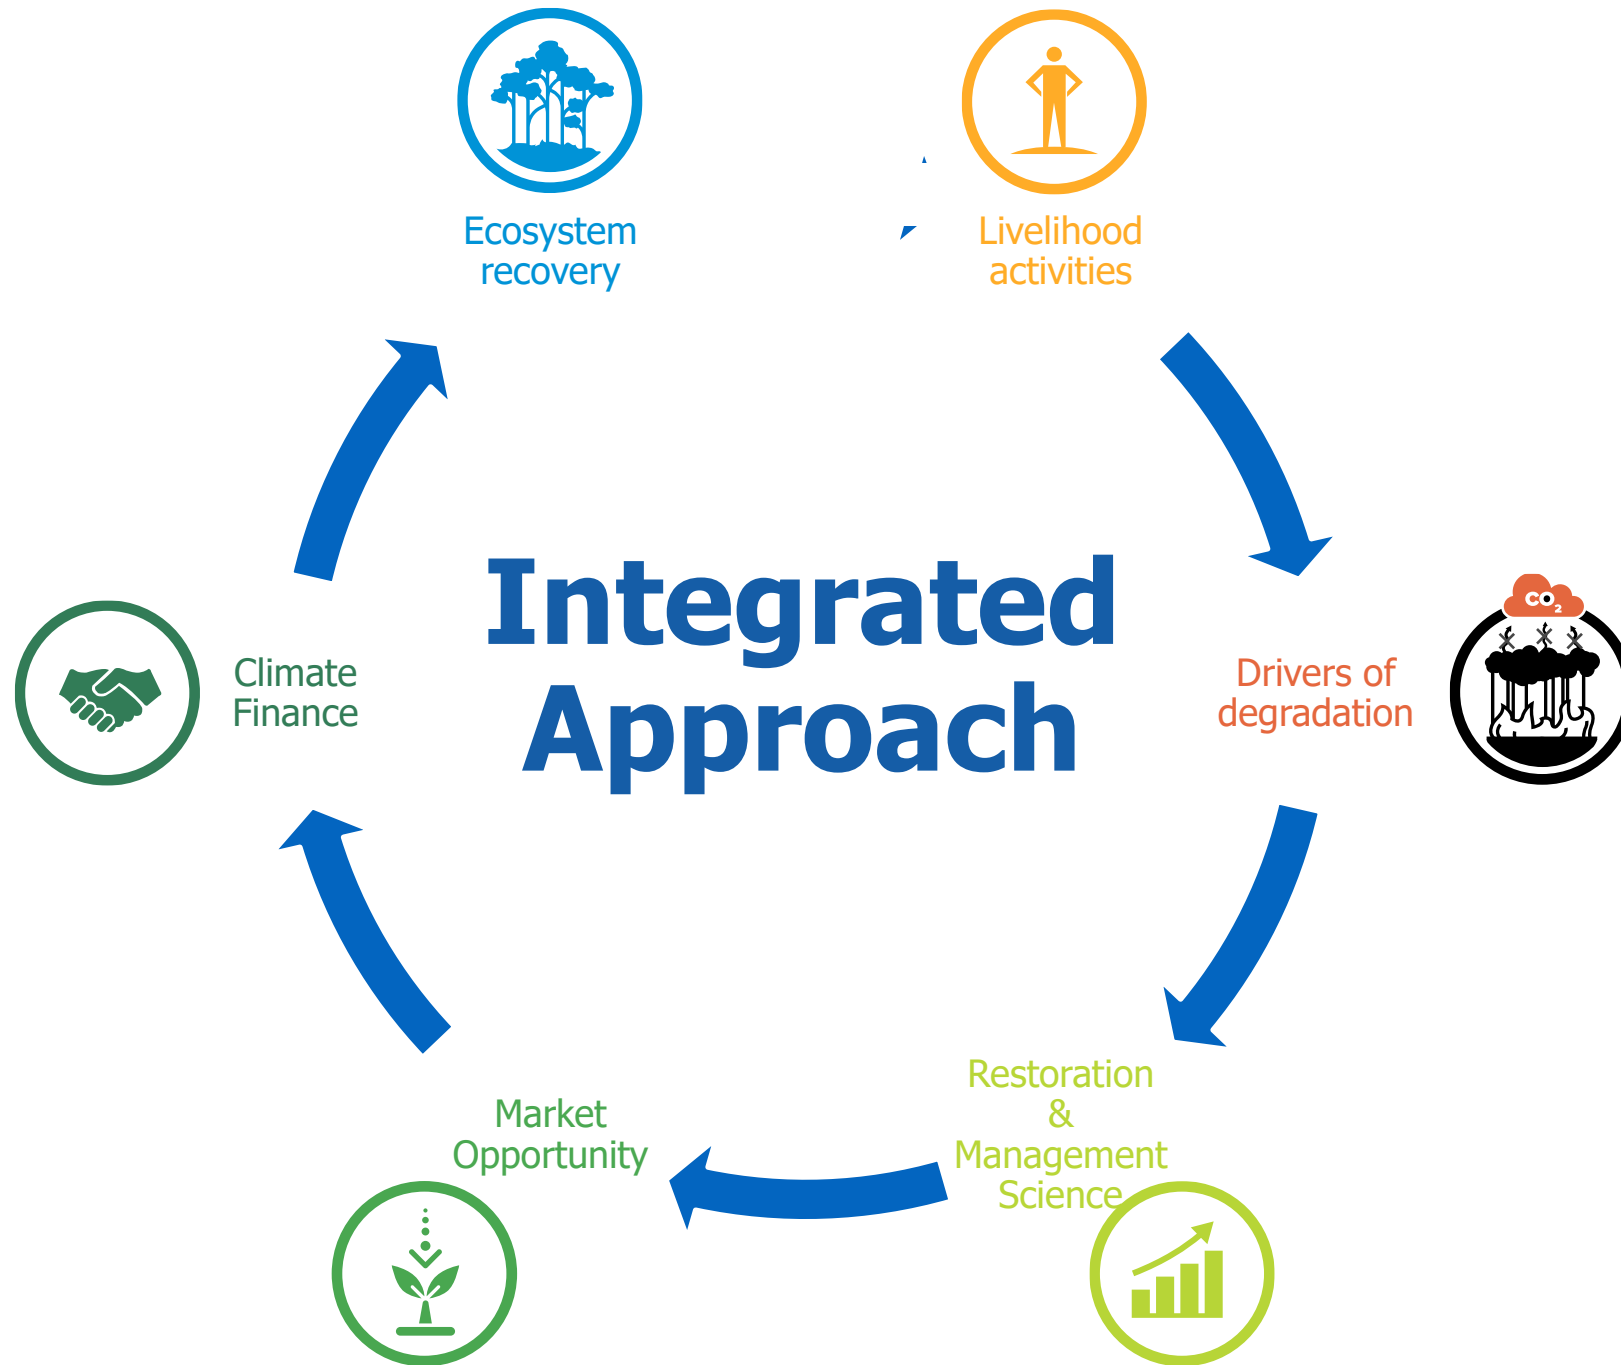 Ecosystem
recovery
Livelihood
activities
Integrated
Approach
Climate
Finance
Drivers of
degradation
CO2
Restoration
&
Management
Science
Market
Opportunity